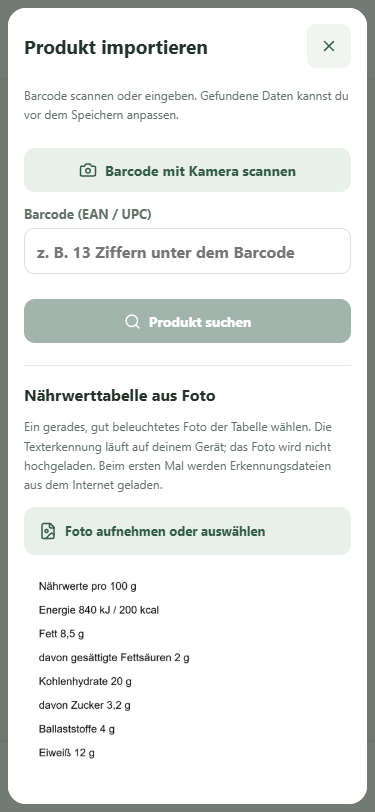 Produkt importieren
Barcode scannen oder eingeben. Gefundene Daten kannst du
vor dem Speichern anpassen.
Barcode mit Kamera scannen
Barcode (EAN / UPC)
z. B. 13 Ziffern unter dem Barcode
Produkt suchen
Nährwerttabelle aus Foto
Ein gerades, gut beleuchtetes Foto der Tabelle wählen. Die
Texterkennung läuft auf deinem Gerät; das Foto wird nicht
hochgeladen. Beim ersten Mal werden Erkennungsdateien
aus dem Internet geladen.
Foto aufnehmen oder auswählen
Nährwerte pro 100 g
Energie 840 kJ / 200 kcal
Fett 8,5 g
davon gesättigte Fettsäuren 2 g
Kohlenhydrate 20 g
davon Zucker 3,2 g
Ballaststoffe 4 g
Eiweiß 12 g